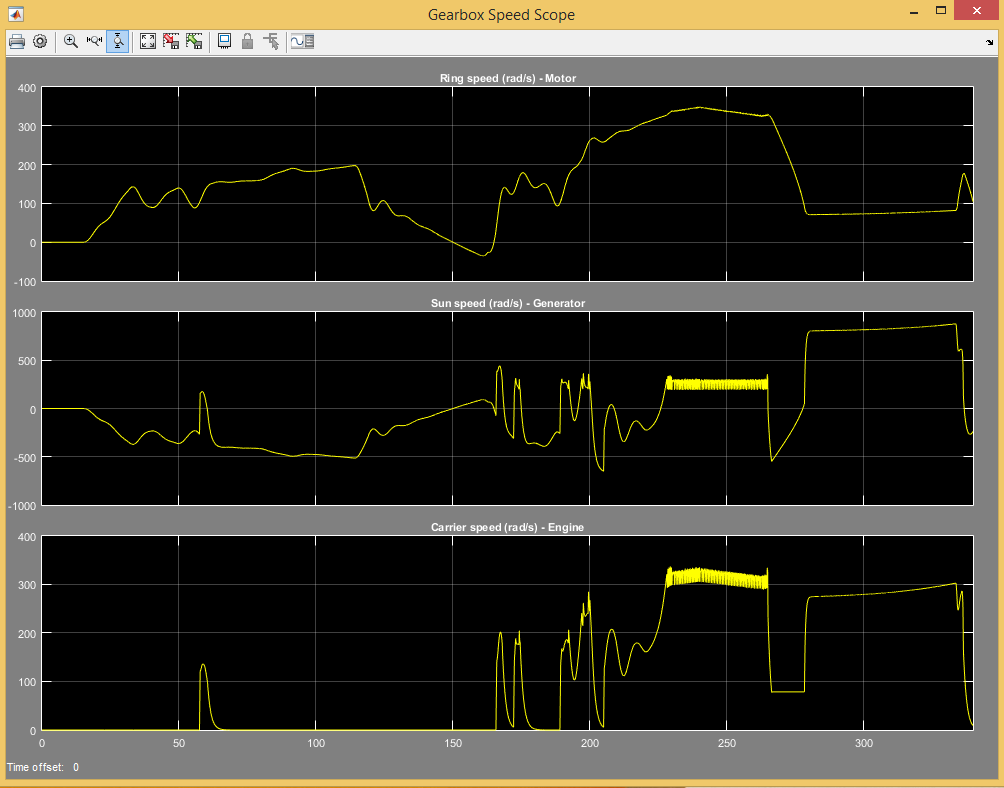 Gearbox Speed Scope
Ring speed (rad/s) - Motor
400
300
200
100
0
-100
Sun speed (rad/s) - Generator
1000
500
0
-500
-1000
Carrier speed (rad/s) - Engine
400
300
200
100
0
0 50 100 150 200 250 300
Time offset: 0